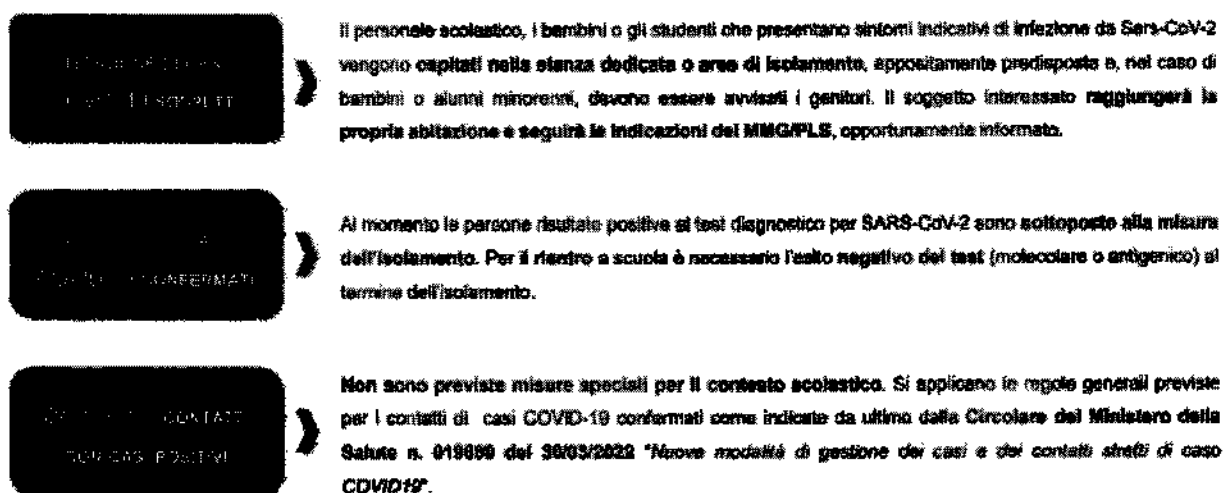 CONFERMATI
CONTATTI
CON CASI POSITIVI
Il personale scolastico, i bambini o gli studenti che presentano sintomi indicativi di infezione da Sars-CoV-2
vengono ospitati nella stanza dedicata o area di isolamento, appositamente predisposta e, nel caso di
bambini o alunni minorenni, devono essere avvisati i genitori. Il soggetto interessato raggiungerà la
propria abitazione e seguirà le indicazioni del MMG/PLS, opportunamente informato.
Al momento le persone risultate positive al test diagnostico per SARS-CoV-2 sono sottoposte alla misura
dell'isolamento. Per il rientro a scuola è necessario l'esito negativo del test (molecolare o antigenico) al
termine dell'isolamento.
Non sono previste misure speciali per il contesto scolastico. Si applicano le regole generali previste
per i contatti di casi COVID-19 confermati come indicate da ultimo dalla Circolare del Ministero della
Salute n. del 30/03/2022 "Nuove modalità di gestione dei casi e dei contatti stretti di caso
COVID19".